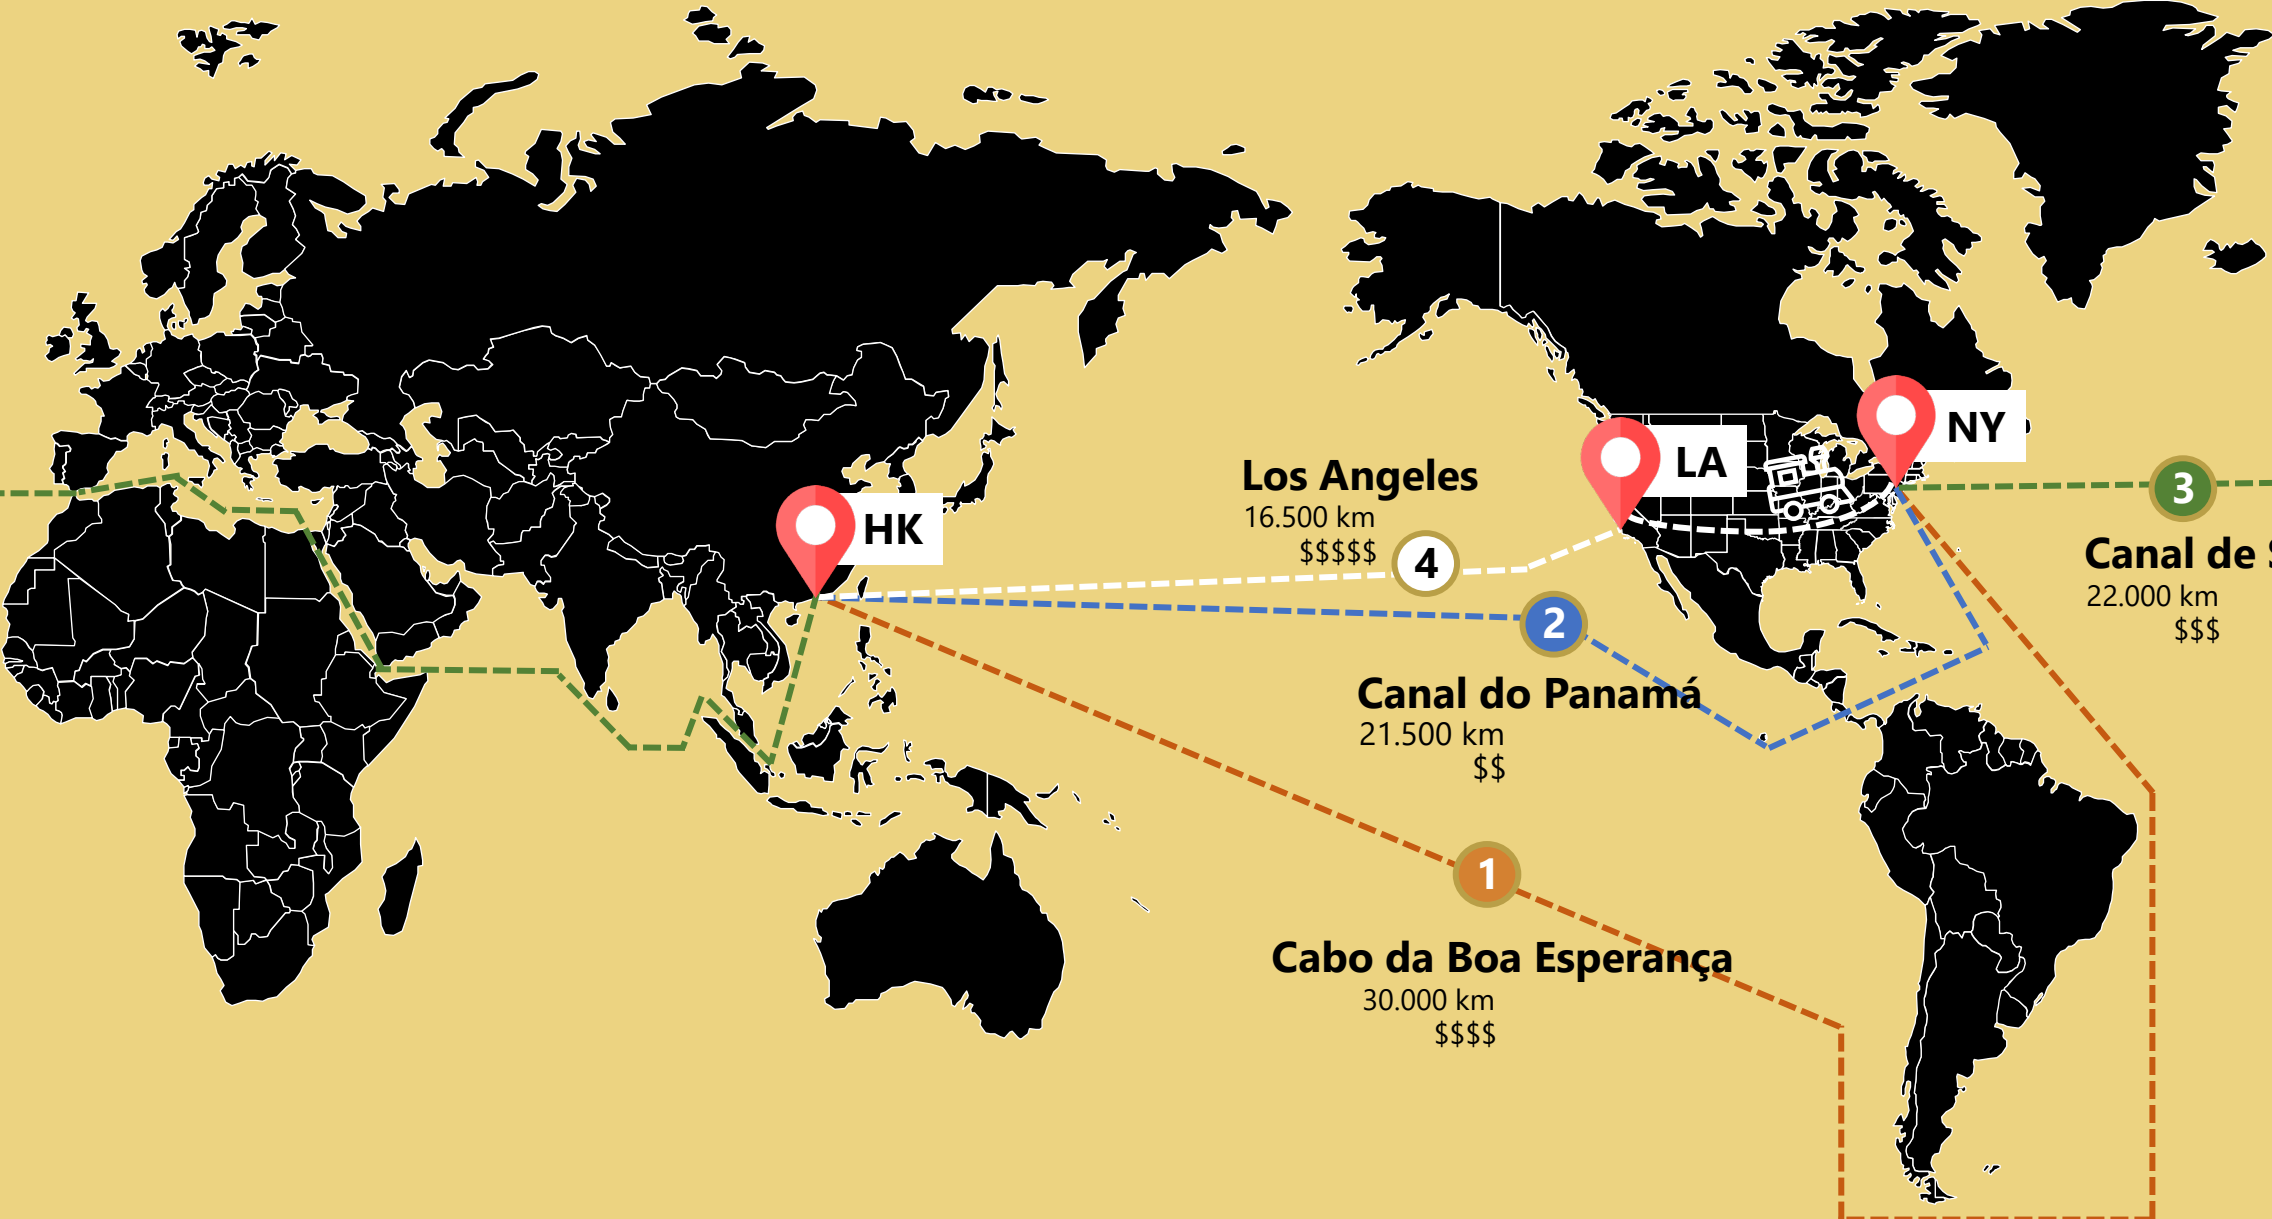 HK
LA
NY
Los Angeles
16.500 km
$$$$$
4
2
Canal do Panamá
21.500 km
$$
3
Canal de S
22.000 km
$$$
1
Cabo da Boa Esperança
30.000 km
$$$$